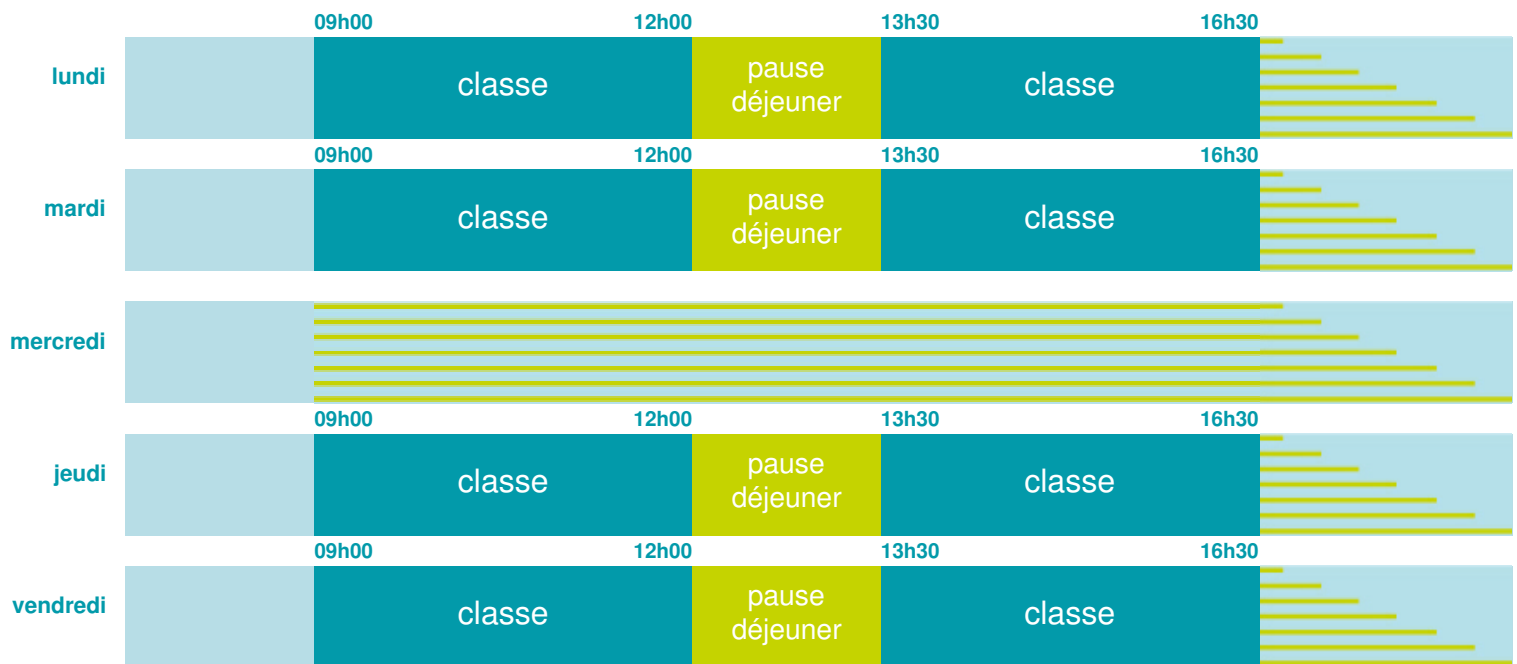 09h00 12h00 13h30 16h30
lundi classe pause déjeuner classe
09h00 12h00 13h30 16h30
mardi classe pause déjeuner classe
mercredi
09h00 12h00 13h30 16h30
jeudi classe pause déjeuner classe
09h00 12h00 13h30 16h30
vendredi classe pause déjeuner classe